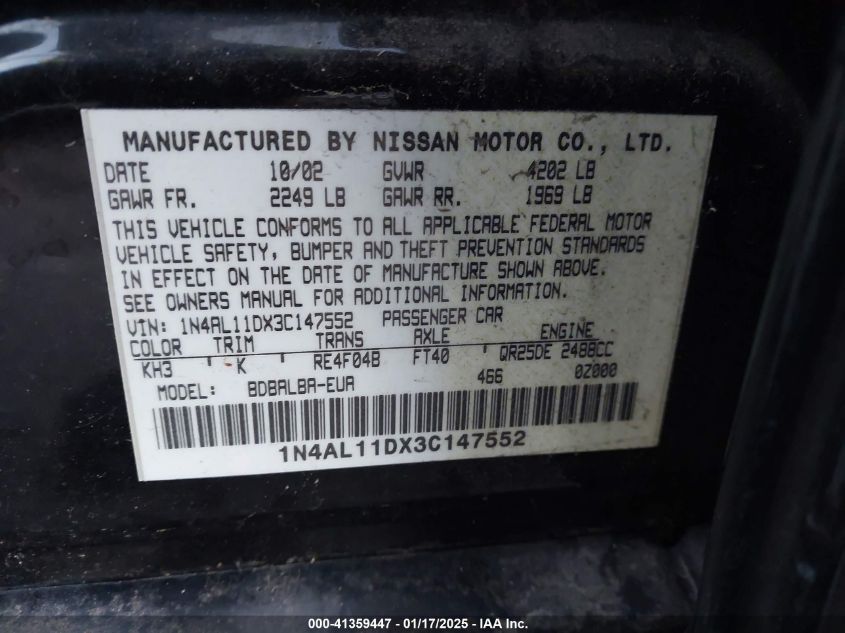 MANUFACTURED BY NISSAN MOTOR CO., LTD.
DATE 10/02 GVWR 4202 LB
GAWR FR. 2249 LB GAWR RR. 1969 LB
THIS VEHICLE CONFORMS TO ALL APPLICABLE FEDERAL MOTOR
VEHICLE SAFETY, BUMPER AND THEFT PREVENTION STANDARDS
IN EFFECT ON THE DATE OF MANUFACTURE SHOWN ABOVE.
SEE OWNERS MANUAL FOR ADDITIONAL INFORMATION.
VIN: 1N4AL11DX3C147552 PASSENGER CAR
COLOR TRIM TRANS AXLE ENGINE
KH3 K RE4F04B FT40 QR25DE 2488CC
MODEL: BDBALBA-EUA 466 0Z000
1N4AL11DX3C147552
000-41359447 - 01/17/2025 - © IAA, Inc.